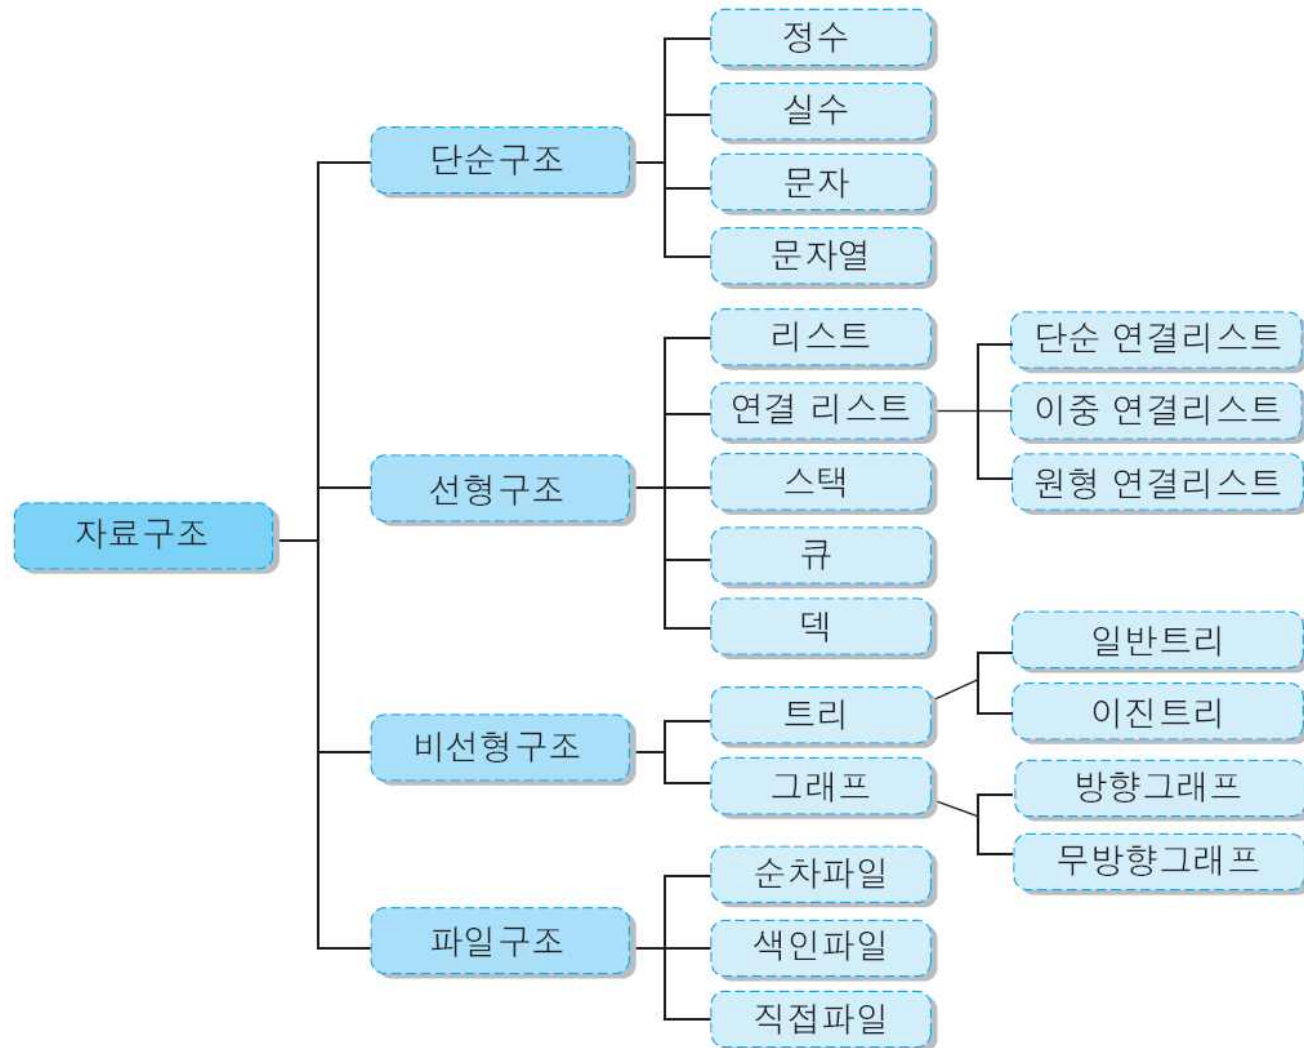 자료구조
단순구조
정수
실수
문자
문자열
선형구조
리스트
연결 리스트
단순 연결리스트
이중 연결리스트
원형 연결리스트
스택
큐
덱
비선형구조
트리
일반트리
이진트리
그래프
방향그래프
무방향그래프
파일구조
순차파일
색인파일
직접파일